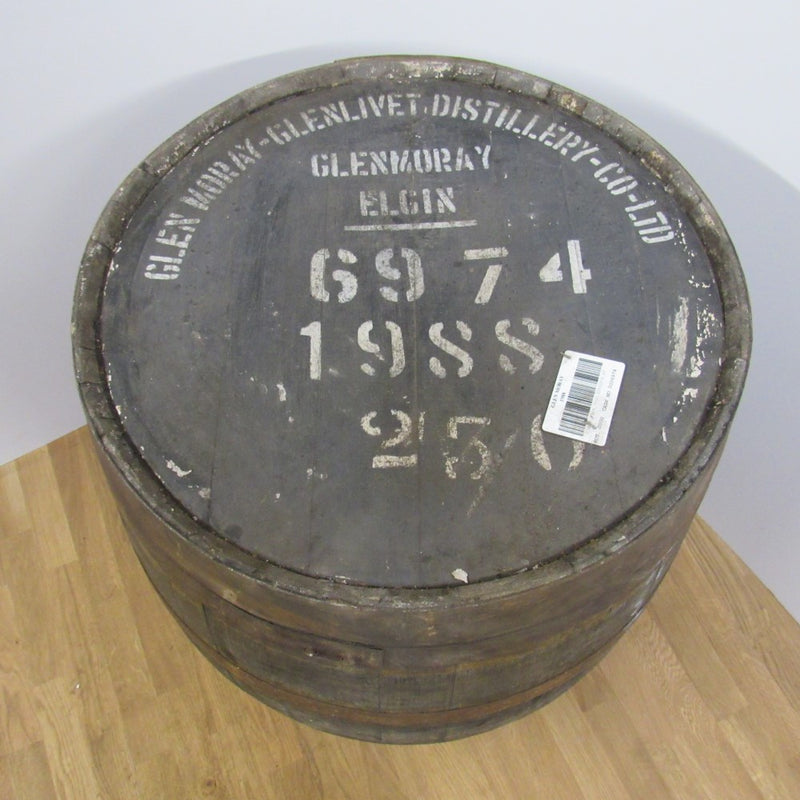 GLEN MORAY-GLENLIVET.DISTILLERY-CO-LTD
GLENMORAY
ELGIN
6974
1988
250